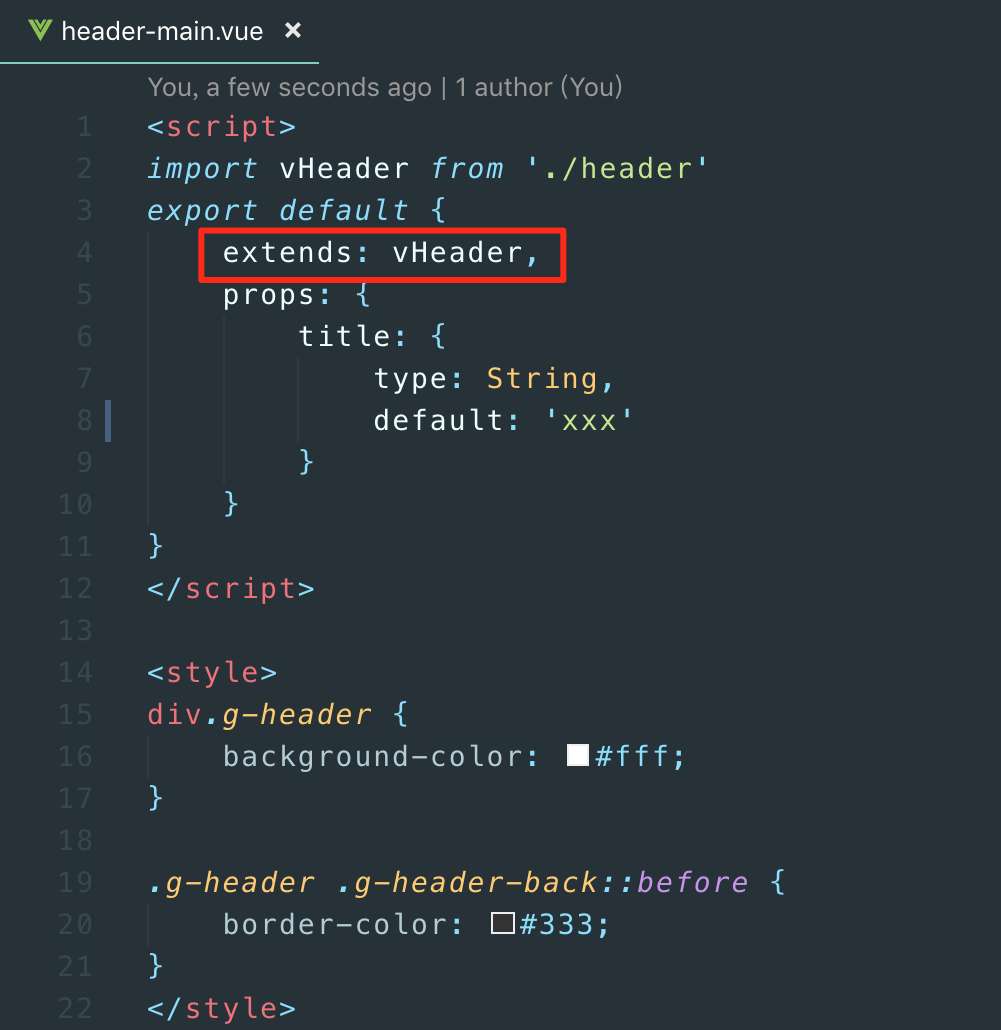 header-main.vue ×
You, a few seconds ago | 1 author (You)
1 <script>
2 import vHeader from './header'
3 export default {
4     extends: vHeader,
5     props: {
6         title: {
7             type: String,
8             default: 'xxx'
9         }
10     }
11 }
12 </script>
13
14 <style>
15 div.g-header {
16     background-color: #fff;
17 }
18
19 .g-header .g-header-back::before {
20     border-color: #333;
21 }
22 </style>